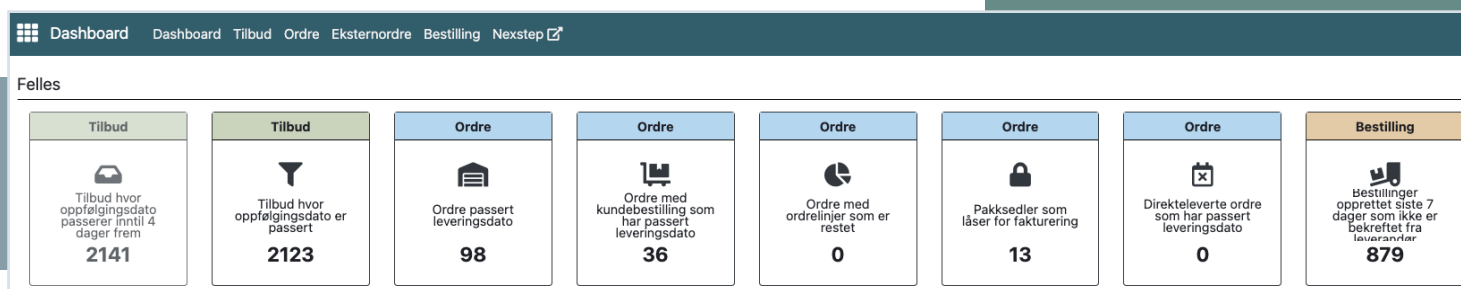 Dashboard Dashboard Tilbud Ordre Eksternordre Bestilling Nexstep
Felles
Tilbud
Tilbud hvor
oppfølgingsdato
passerer inntil 4
dager frem
2141
Tilbud
Tilbud hvor
oppfølgingsdato er
passert
2123
Ordre
Ordre passert
leveringsdato
98
Ordre
Ordre med
kundebestilling som
har passert
leveringsdato
36
Ordre
Ordre med
ordrelinjer som er
restet
0
Ordre
Pakksedler som
låser for fakturering
13
Ordre
Direkteleverte ordre
som har passert
leveringsdato
0
Bestilling
Bestillinger
opprettet siste 7
dager som ikke er
bekreftet fra
leverandør
879